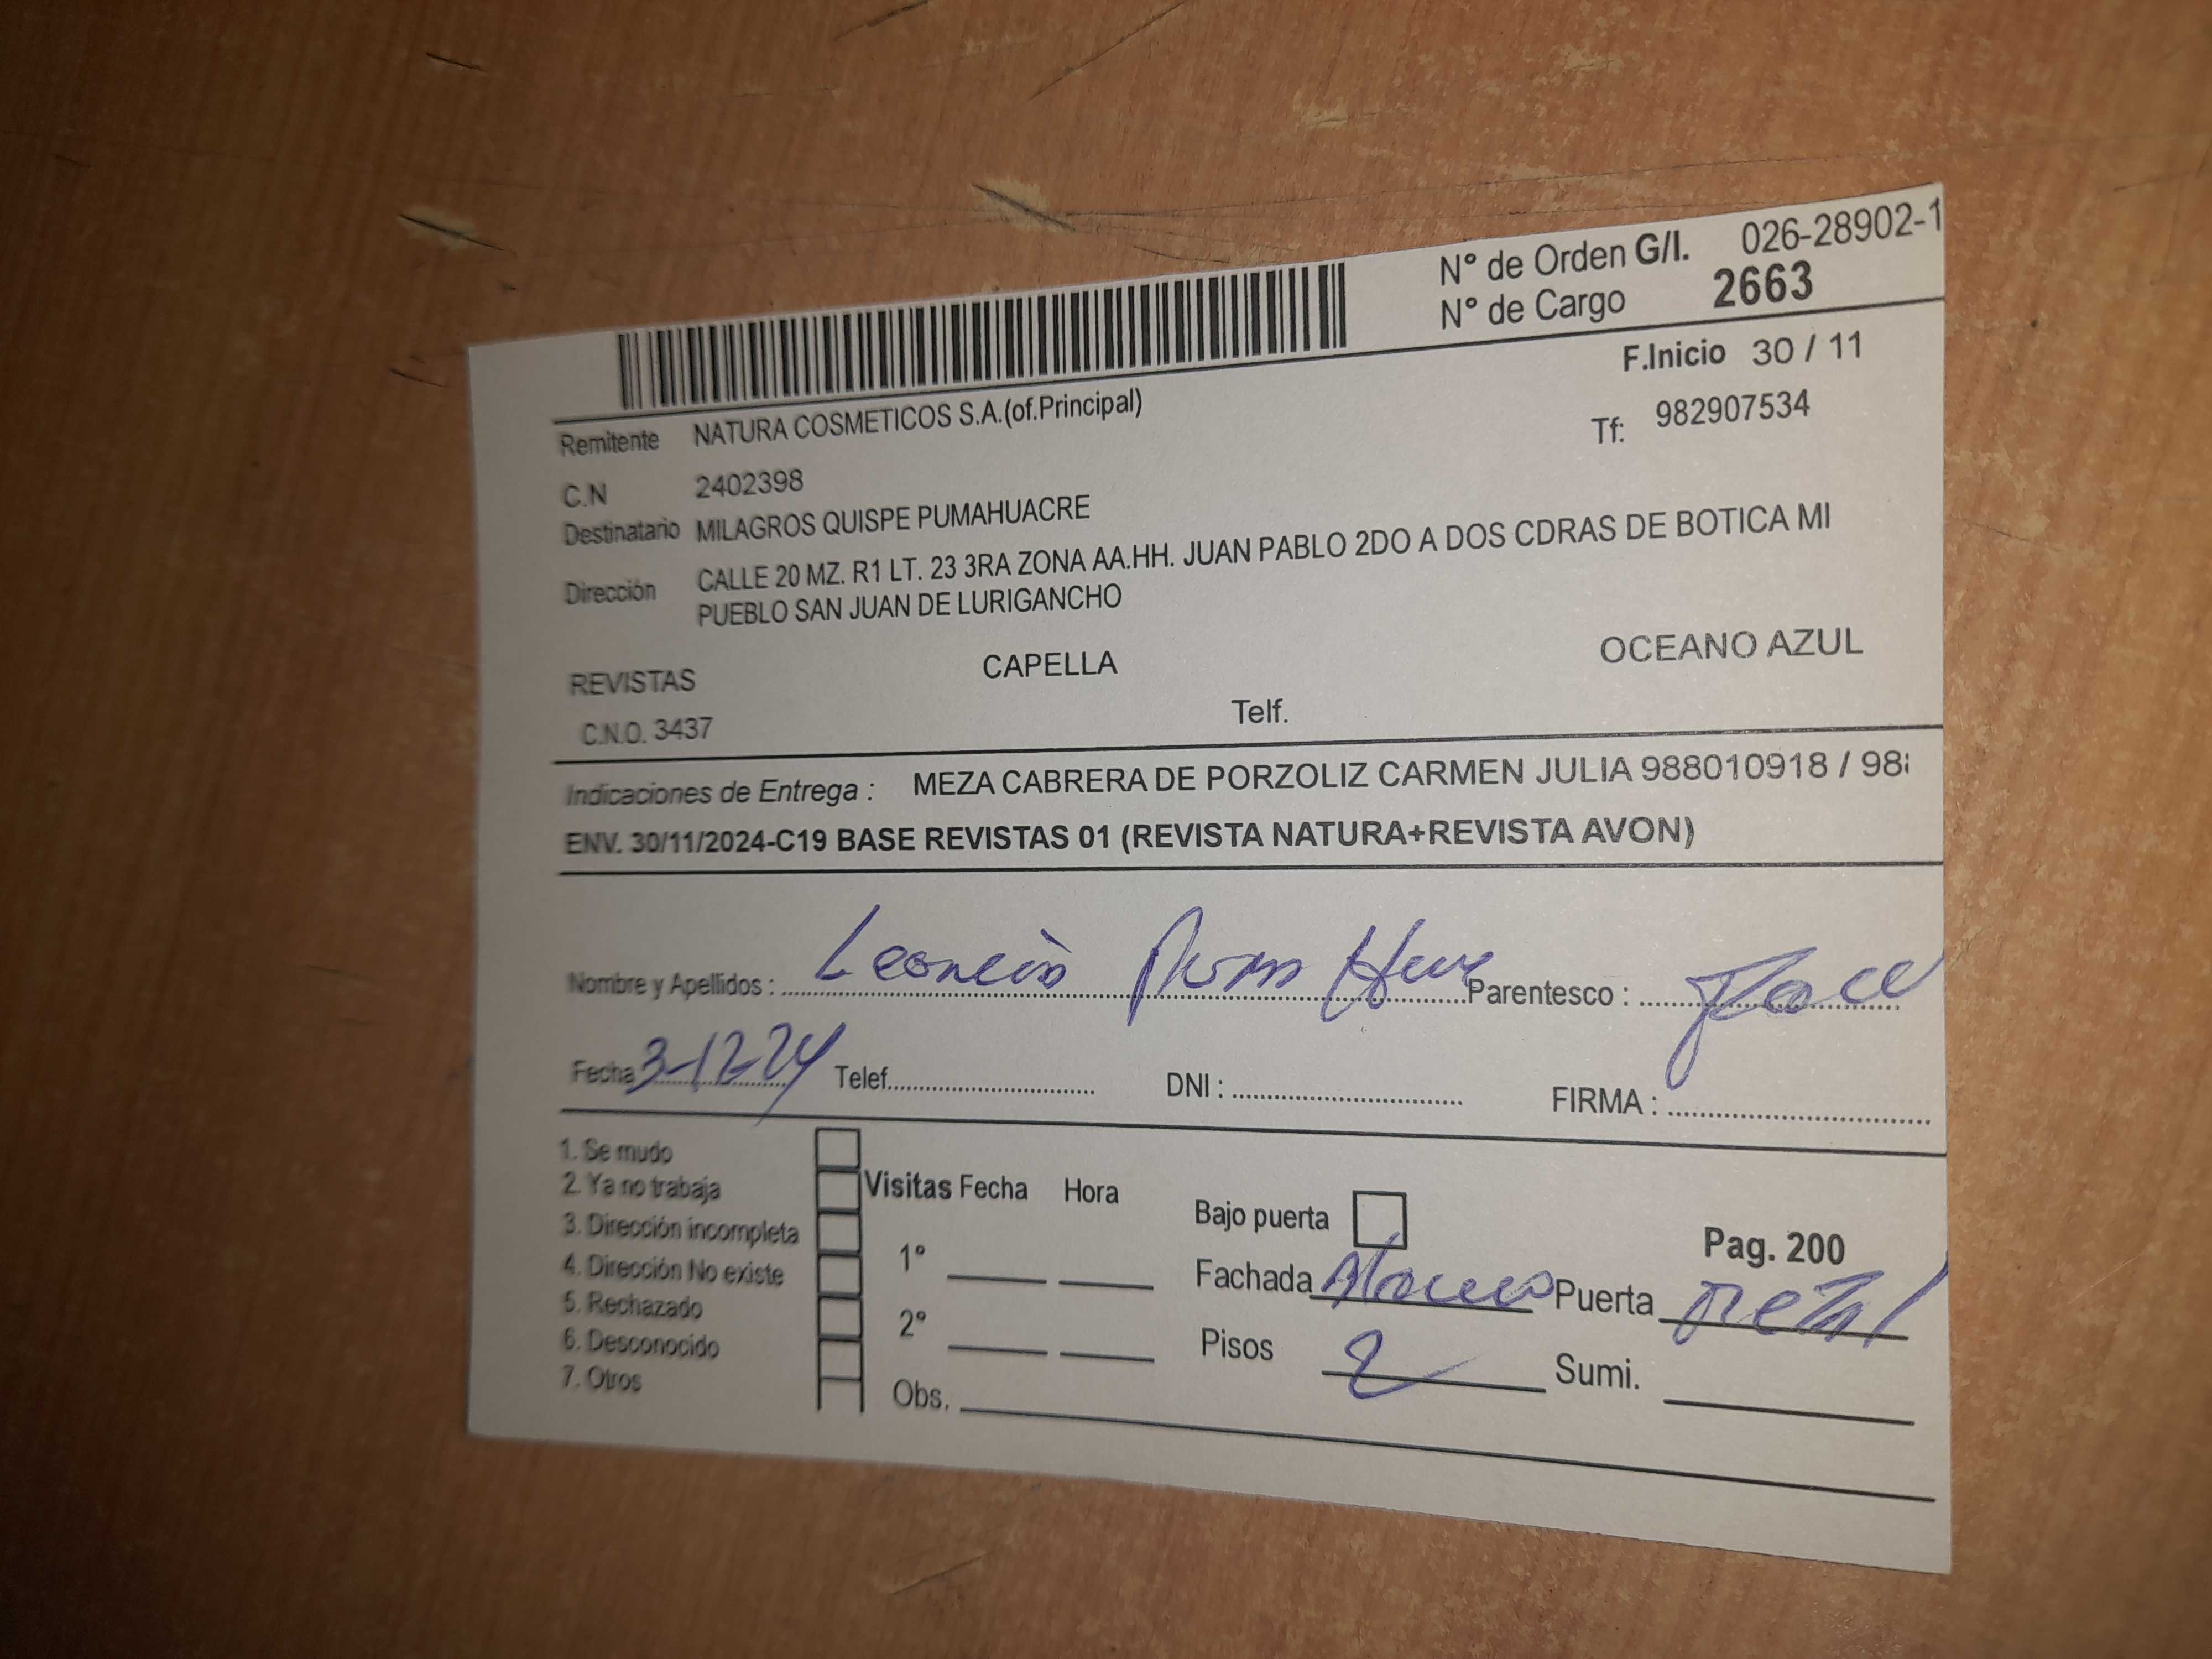 N° de Orden G/I. 026-28902-1
N° de Cargo 2663
F.Inicio 30 / 11
Remitente NATURA COSMETICOS S.A.(of.Principal)
Tf: 982907534
C.N 2402398
Destinatario MILAGROS QUISPE PUMAHUACRE
Dirección CALLE 20 MZ. R1 LT. 23 3RA ZONA AA.HH. JUAN PABLO 2DO A DOS CDRAS DE BOTICA MI
PUEBLO SAN JUAN DE LURIGANCHO
REVISTAS CAPELLA OCEANO AZUL
C.N.O. 3437 Telf.
Indicaciones de Entrega : MEZA CABRERA DE PORZOLIZ CARMEN JULIA 988010918 / 98
ENV. 30/11/2024-C19 BASE REVISTAS 01 (REVISTA NATURA+REVISTA AVON)
Nombre y Apellidos : Leoncio Parentesco :
Fecha 3-12-24 Telef. DNI : FIRMA :
1. Se mudo
2. Ya no trabaja
3. Dirección incompleta
4. Dirección No existe
5. Rechazado
6. Desconocido
7. Otros
Visitas Fecha Hora
1°
2°
Obs.
Bajo puerta
Pag. 200
Fachada Puerta Metal
Pisos 2 Sumi.